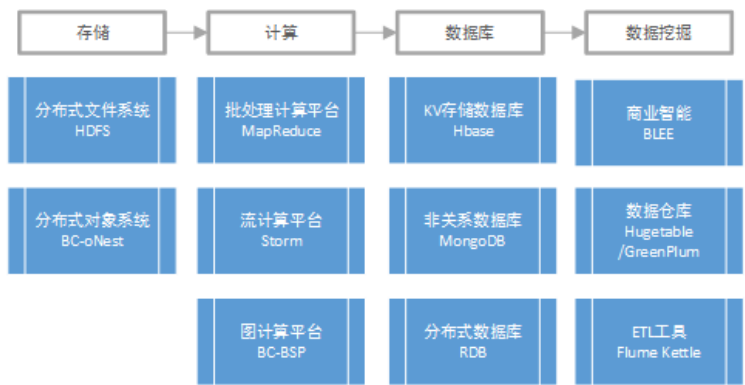 存储
计算
数据库
数据挖掘
分布式文件系统
HDFS
批处理计算平台
MapReduce
KV存储数据库
Hbase
商业智能
BLEE
分布式对象系统
BC-oNest
流计算平台
Storm
非关系数据库
MongoDB
数据仓库
Hugetable
/GreenPlum
图计算平台
BC-BSP
分布式数据库
RDB
ETL工具
Flume Kettle